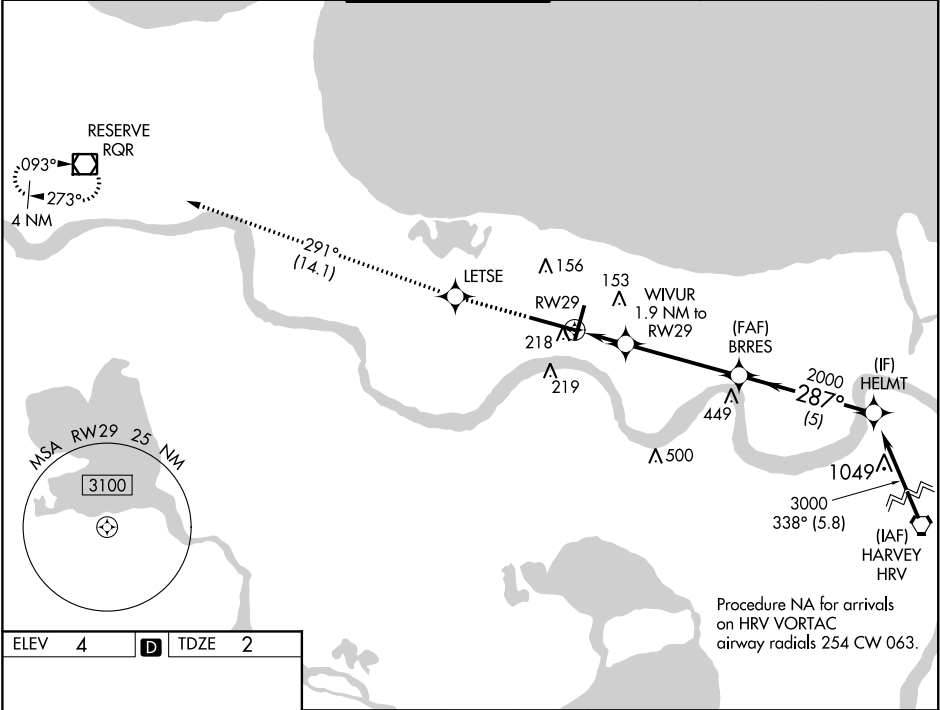 RESERVE
RQR
093°
273°
4 NM
291°
(14.1)
LETSE
156
RW29
153
WIVUR
1.9 NM to
RW29
218
219
(FAF)
BRRES
449
500
2000
287°
(5)
(IF)
HELMT
1049
3000
338° (5.8)
(IAF)
HARVEY
HRV
MSA RW29 25 NM
3100
Procedure NA for arrivals
on HRV VORTAC
airway radials 254 CW 063.
ELEV 4 D TDZE 2